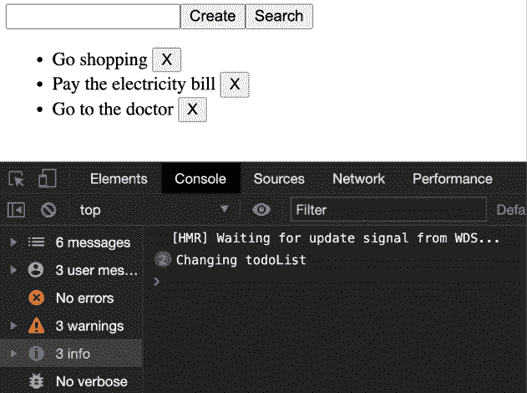 Create Search
Go shopping X
Pay the electricity bill X
Go to the doctor X
Elements Console Sources Network Performance
top Filter Defa
6 messages
[HMR] Waiting for update signal from WDS...
3 user mes...
2 Changing todoList
No errors
3 warnings
3 info
No verbose